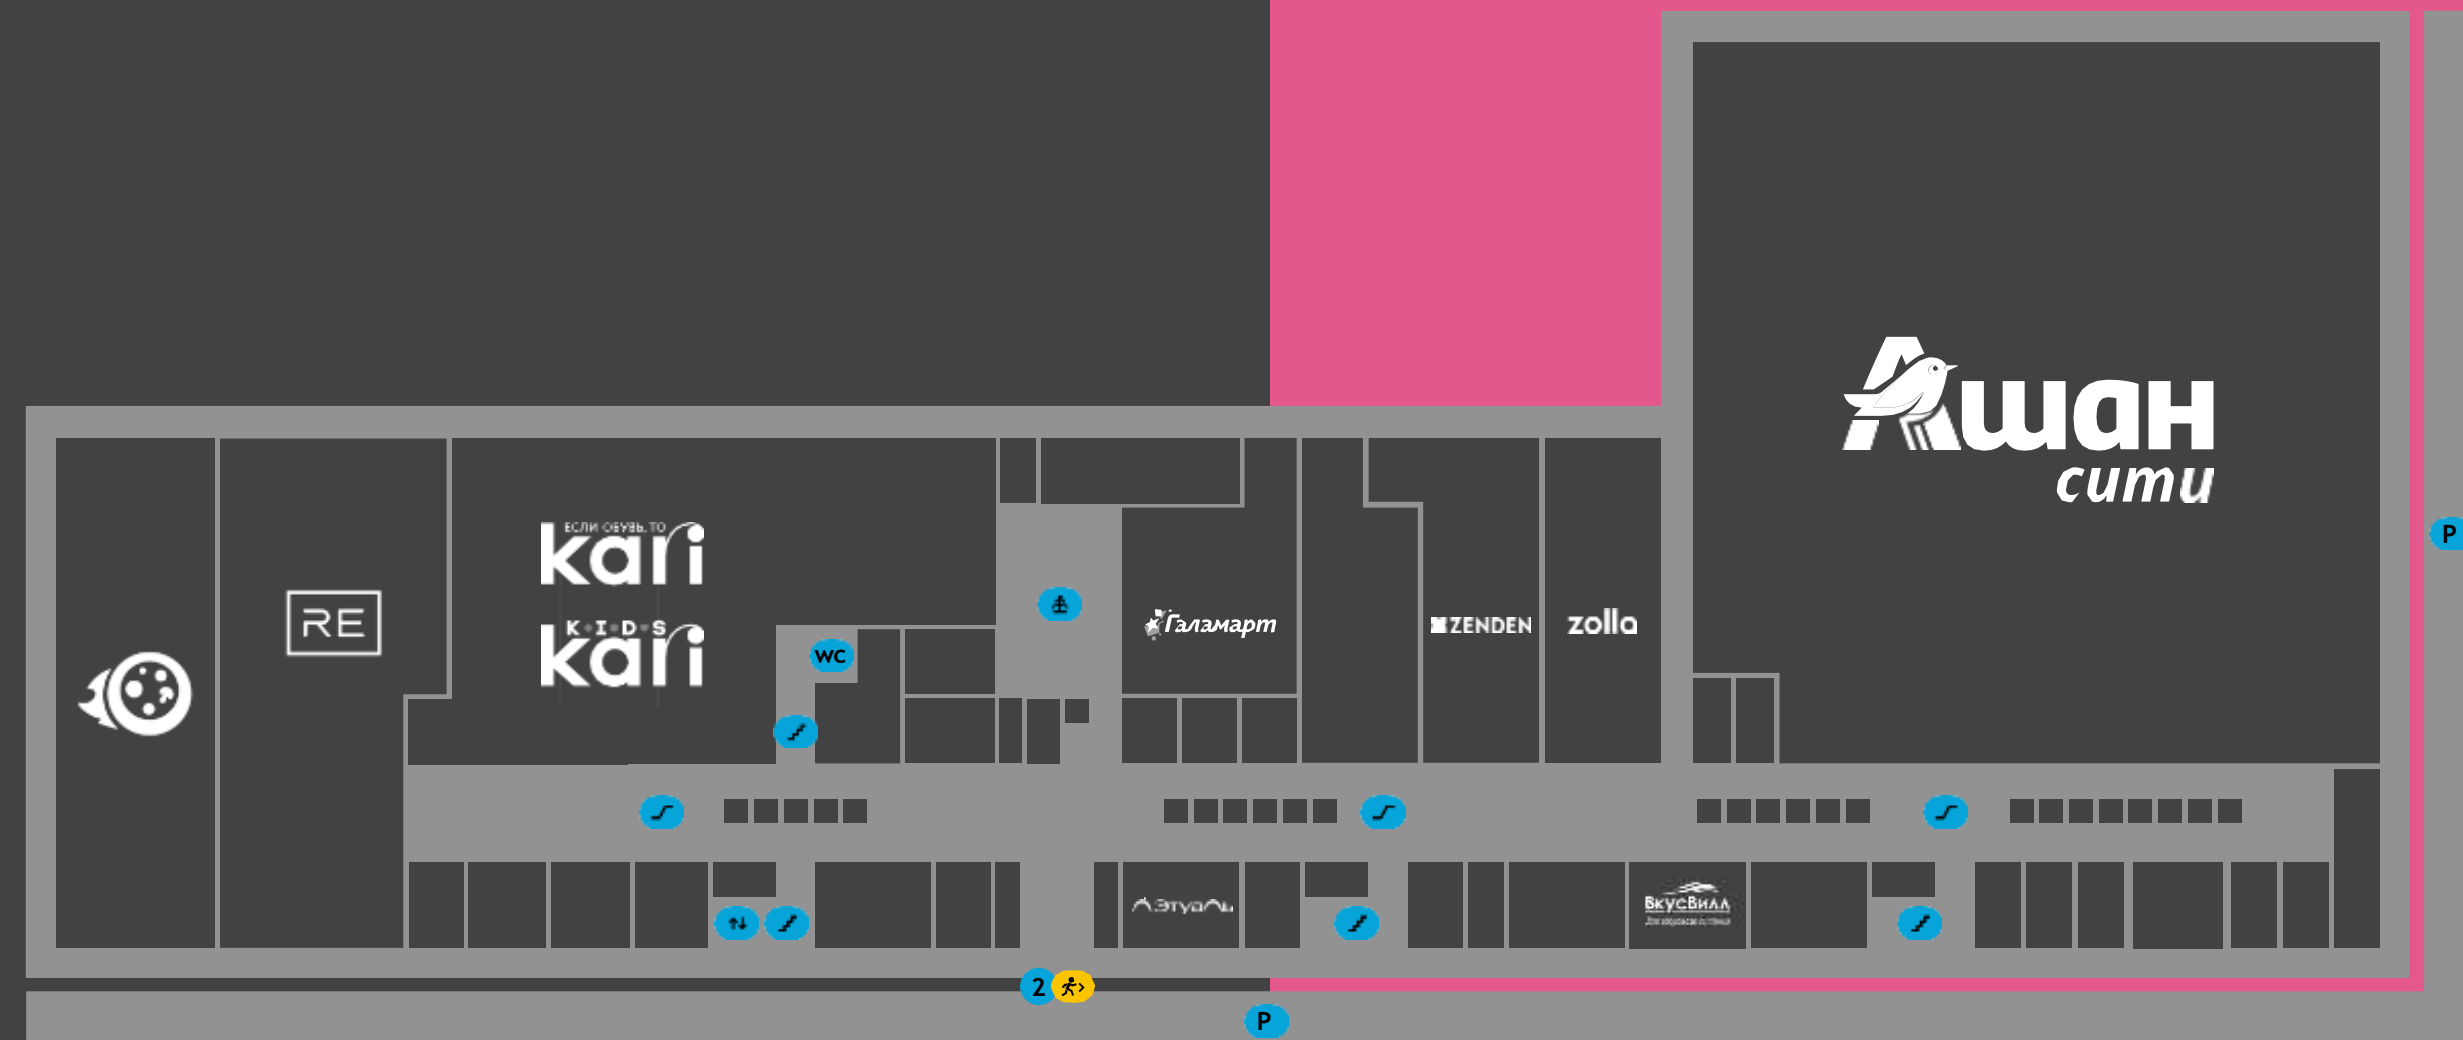 Ашан
сити
P
ЕСЛИ ОБУВЬ, ТО
kari
RE
Галамарт
ZENDEN
zolla
KIDS
kari
WC
Л'Этуаль
ВкусВилл
2
P